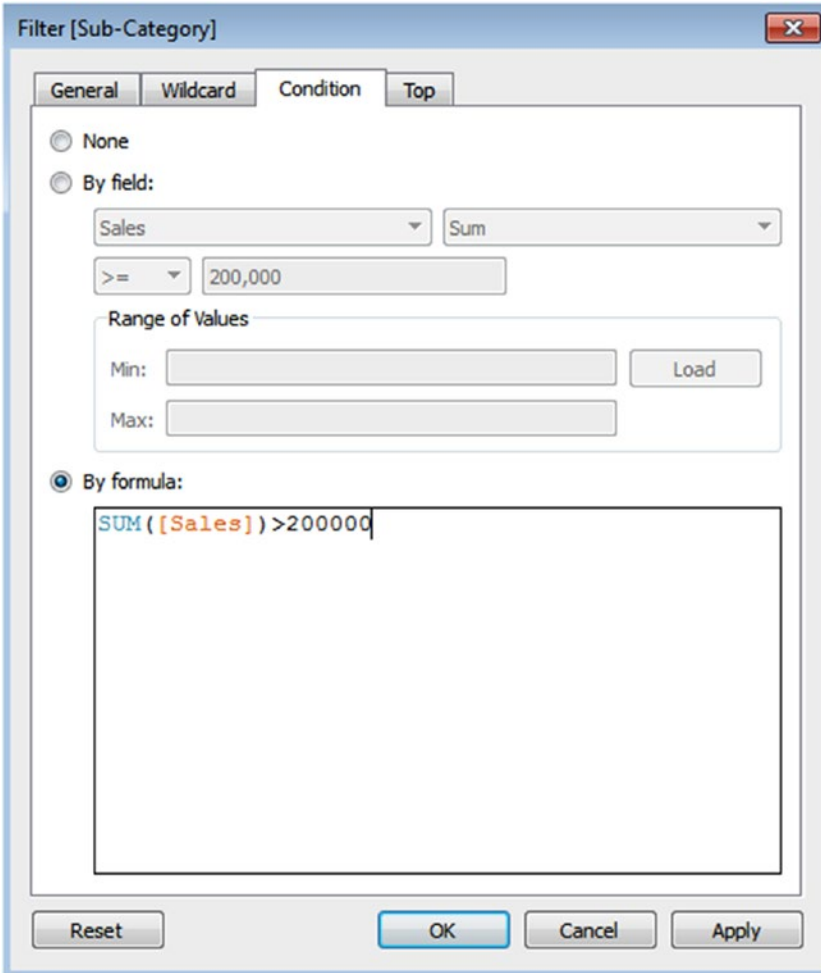 Filter [Sub-Category]
General Wildcard Condition Top
None
By field:
Sales Sum
>= 200,000
Range of Values
Min: Load
Max:
By formula:
SUM([Sales])>200000
Reset OK Cancel Apply